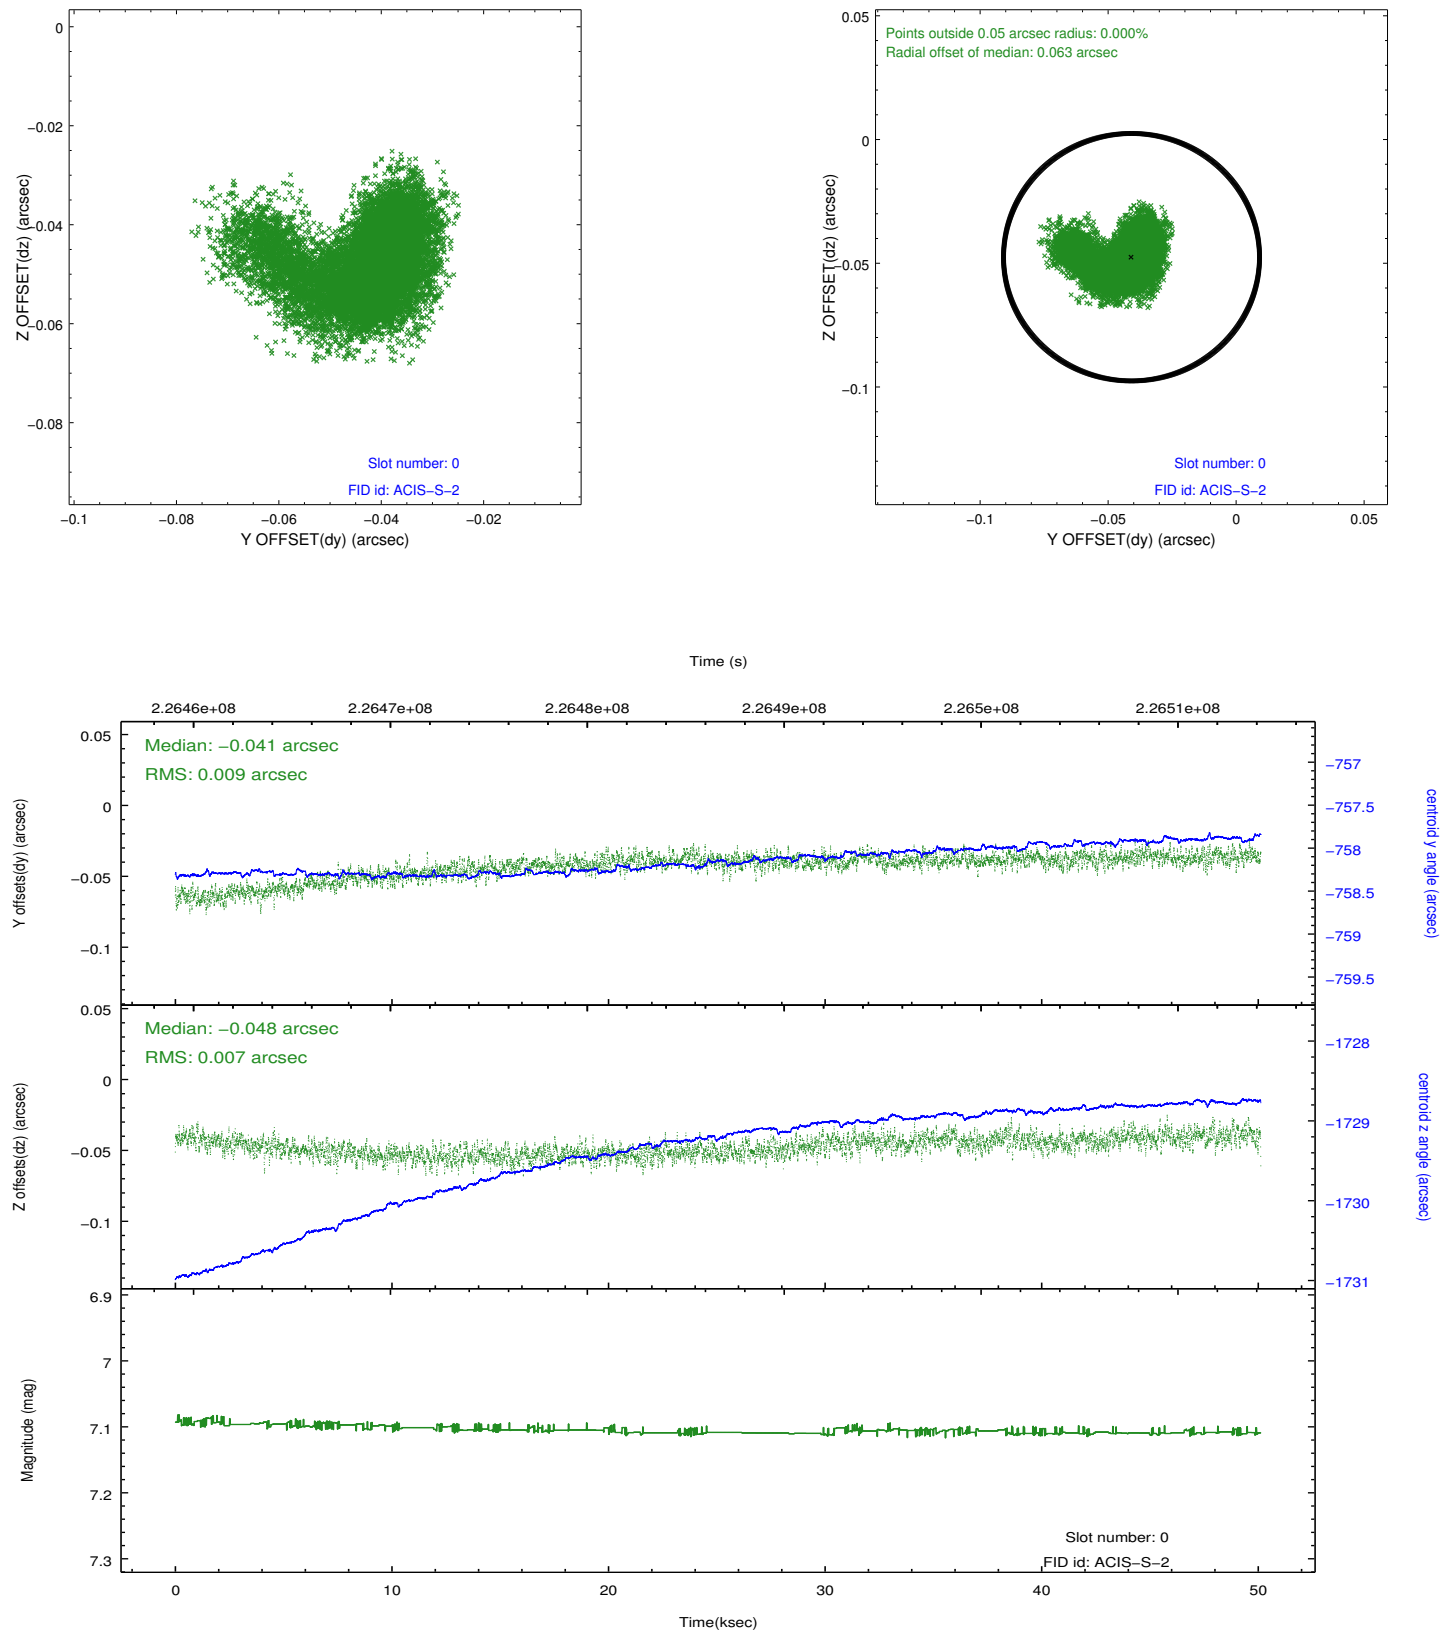 0
−0.02
−0.04
−0.06
−0.08
Z OFFSET(dz) (arcsec)
Slot number: 0
FID id: ACIS−S−2
−0.1
−0.08
−0.06
−0.04
−0.02
Y OFFSET(dy) (arcsec)
Points outside 0.05 arcsec radius: 0.000%
Radial offset of median: 0.063 arcsec
0.05
0
−0.05
−0.1
Z OFFSET(dz) (arcsec)
Slot number: 0
FID id: ACIS−S−2
−0.1
−0.05
0
0.05
Y OFFSET(dy) (arcsec)
Time (s)
2.2646e+08
2.2647e+08
2.2648e+08
2.2649e+08
2.265e+08
2.2651e+08
Median: −0.041 arcsec
RMS: 0.009 arcsec
0.05
0
−0.05
−0.1
Y offsets(dy) (arcsec)
−757
−757.5
−758
−758.5
−759
−759.5
centroid y angle (arcsec)
Median: −0.048 arcsec
RMS: 0.007 arcsec
0.05
0
−0.05
−0.1
Z offsets(dz) (arcsec)
−1728
−1729
−1730
−1731
centroid z angle (arcsec)
6.9
7
7.1
7.2
7.3
Magnitude (mag)
Slot number: 0
FID id: ACIS−S−2
0
10
20
30
40
50
Time(ksec)